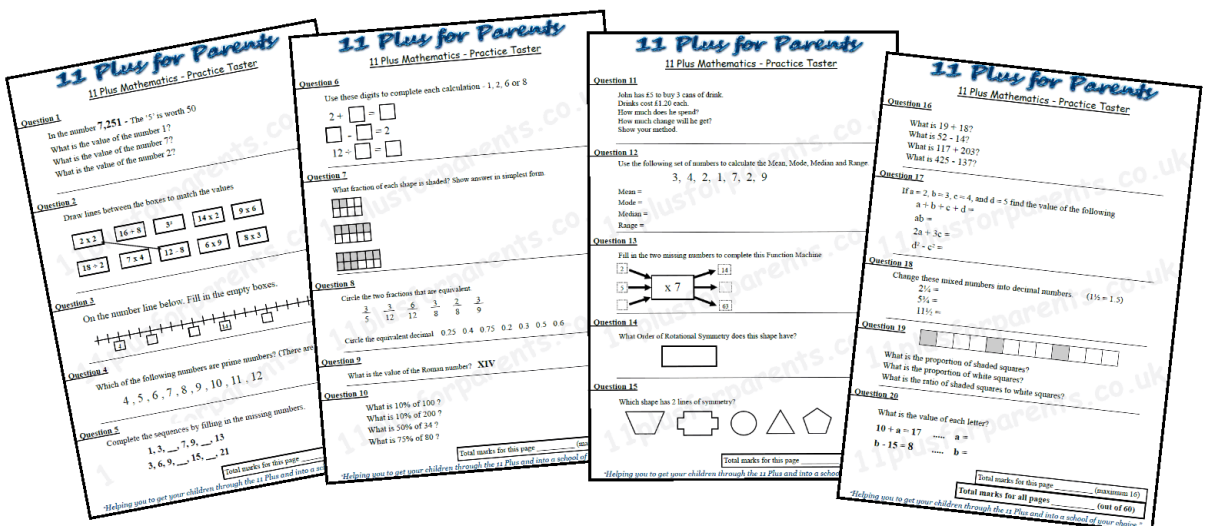 11 Plus for Parents
11 Plus Mathematics - Practice Taster
Question 1
In the number 7,251 - The '5' is worth 50
What is the value of the number 1?
What is the value of the number 7?
What is the value of the number 2?
Question 2
Draw lines between the boxes to match the values
2 x 2 16 ÷ 8 3² 14 x 2 9 x 6
18 ÷ 2 7 x 4 12 - 8 6 x 9 8 x 3
Question 3
On the number line below. Fill in the empty boxes.
4 14
Question 4
Which of the following numbers are prime numbers? (There are
4 , 5 , 6 , 7 , 8 , 9 , 10 , 11 , 12
Question 5
Complete the sequences by filling in the missing numbers.
1, 3, __, 7, 9, __, 13
3, 6, 9, __, 15, __, 21
Total marks for this page
"Helping you to get your children through the 11 Plus and into a
11 Plus for Parents
11 Plus Mathematics - Practice Taster
Question 6
Use these digits to complete each calculation - 1, 2, 6 or 8
2 + =
- = 2
12 ÷ =
Question 7
What fraction of each shape is shaded? Show answer in simplest form.
Question 8
Circle the two fractions that are equivalent
3/5 3/12 6/12 3/8 2/8 3/9
Circle the equivalent decimal 0.25 0.4 0.75 0.2 0.3 0.5 0.6
Question 9
What is the value of the Roman number? XIV
Question 10
What is 10% of 100 ?
What is 10% of 200 ?
What is 50% of 34 ?
What is 75% of 80 ?
Total marks for this page
"Helping you to get your children through the 11 Plus and into a school of
11 Plus for Parents
11 Plus Mathematics - Practice Taster
Question 11
John has £5 to buy 3 cans of drink.
Drinks cost £1.20 each.
How much does he spend?
How much change will he get?
Show your method.
Question 12
Use the following set of numbers to calculate the Mean, Mode, Median and Range
3, 4, 2, 1, 7, 2, 9
Mean =
Mode =
Median =
Range =
Question 13
Fill in the two missing numbers to complete this Function Machine
2 14
5 x 7
63
Question 14
What Order of Rotational Symmetry does this shape have?
Question 15
Which shape has 2 lines of symmetry?
Total marks for this page
"Helping you to get your children through the 11 Plus and into a school
11 Plus for Parents
11 Plus Mathematics - Practice Taster
Question 16
What is 19 + 18?
What is 52 - 14?
What is 117 + 203?
What is 425 - 137?
Question 17
If a = 2, b = 3, c = 4, and d = 5 find the value of the following
a + b + c + d =
ab =
2a + 3c =
d² - c² =
Question 18
Change these mixed numbers into decimal numbers. (1½ = 1.5)
2¼ =
5¾ =
11½ =
Question 19
What is the proportion of shaded squares?
What is the proportion of white squares?
What is the ratio of shaded squares to white squares?
Question 20
What is the value of each letter?
10 + a = 17 ..... a =
b - 15 = 8 ..... b =
Total marks for this page ________ (maximum 16)
Total marks for all pages ________ (out of 60)
"Helping you to get your children through the 11 Plus and into a school of your choice"